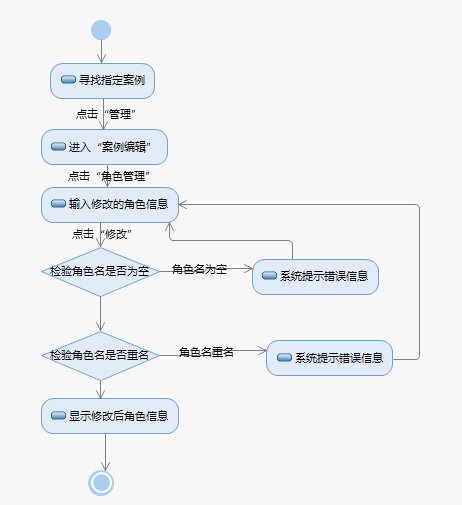 寻找指定案例
点击“管理”
进入“案例编辑”
点击“角色管理”
输入修改的角色信息
点击“修改”
检验角色名是否为空
角色名为空
系统提示错误信息
检验角色名是否重名
角色名重名
系统提示错误信息
显示修改后角色信息